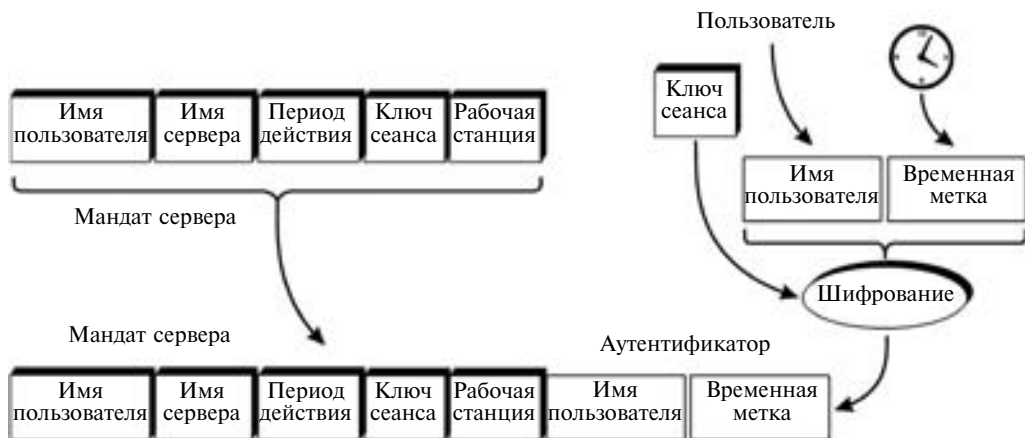 Пользователь
Ключ
сеанса
Имя
пользователя
Имя
сервера
Период
действия
Ключ
сеанса
Рабочая
станция
Имя
пользователя
Временная
метка
Мандат сервера
Шифрование
Мандат сервера
Аутентификатор
Имя
пользователя
Имя
сервера
Период
действия
Ключ
сеанса
Рабочая
станция
Имя
пользователя
Временная
метка